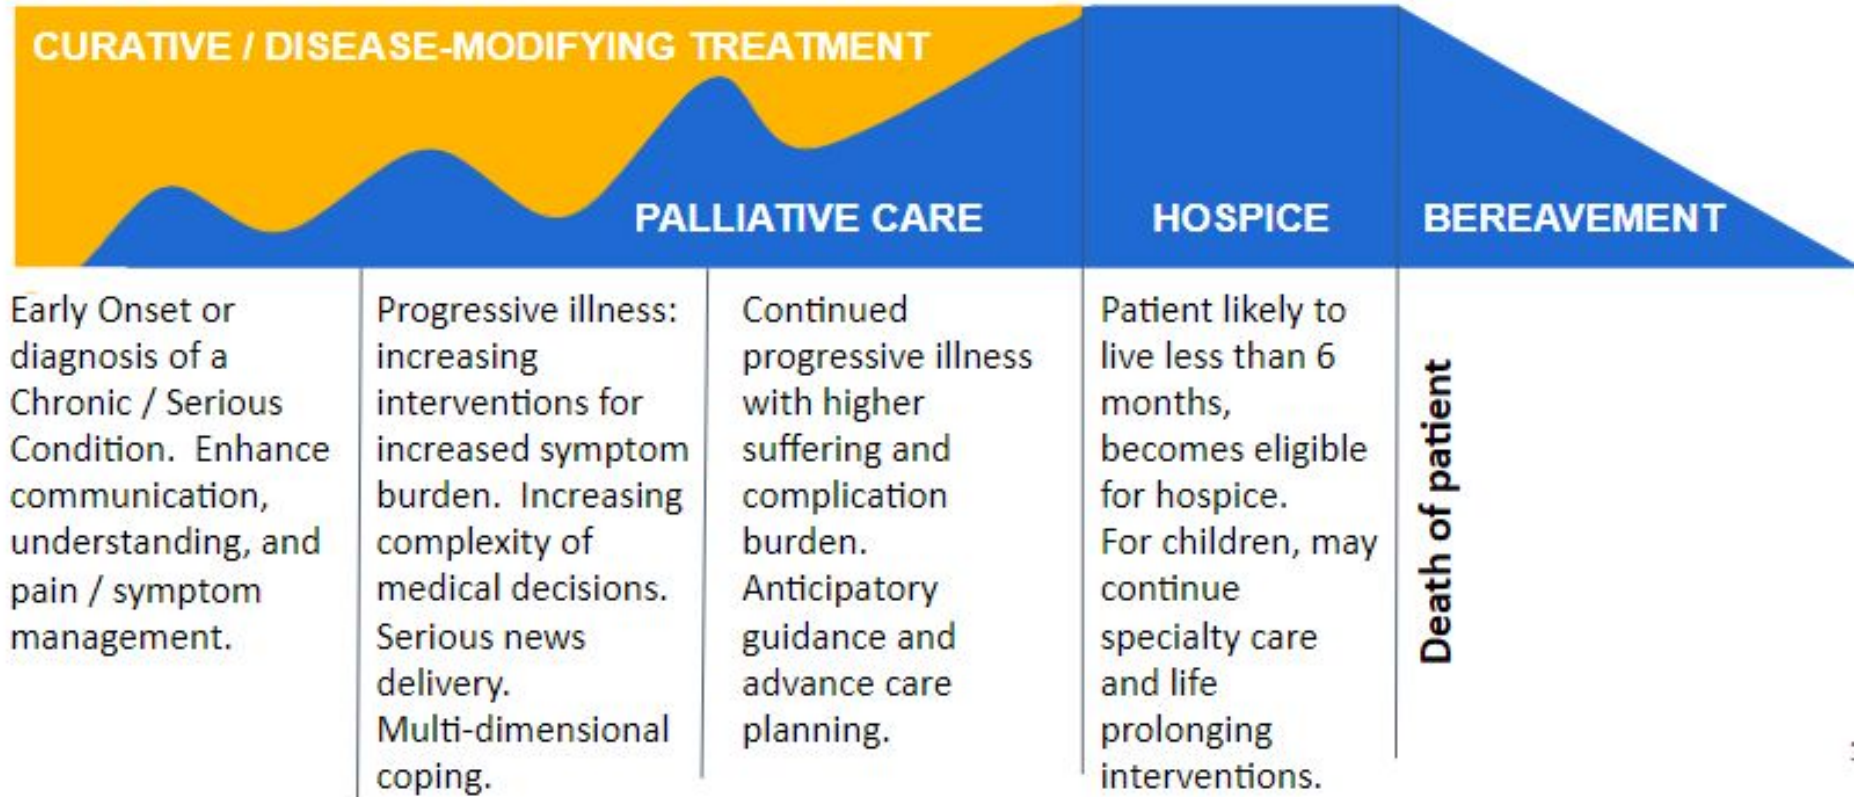 CURATIVE / DISEASE-MODIFYING TREATMENT
PALLIATIVE CARE
HOSPICE
BEREAVEMENT
Early Onset or
diagnosis of a
Chronic / Serious
Condition.  Enhance
communication,
understanding, and
pain / symptom
management.
Progressive illness:
increasing
interventions for
increased symptom
burden.  Increasing
complexity of
medical decisions.
Serious news
delivery.
Multi-dimensional
coping.
Continued
progressive illness
with higher
suffering and
complication
burden.
Anticipatory
guidance and
advance care
planning.
Patient likely to
live less than 6
months,
becomes eligible
for hospice.
For children, may
continue
specialty care
and life
prolonging
interventions.
Death of patient